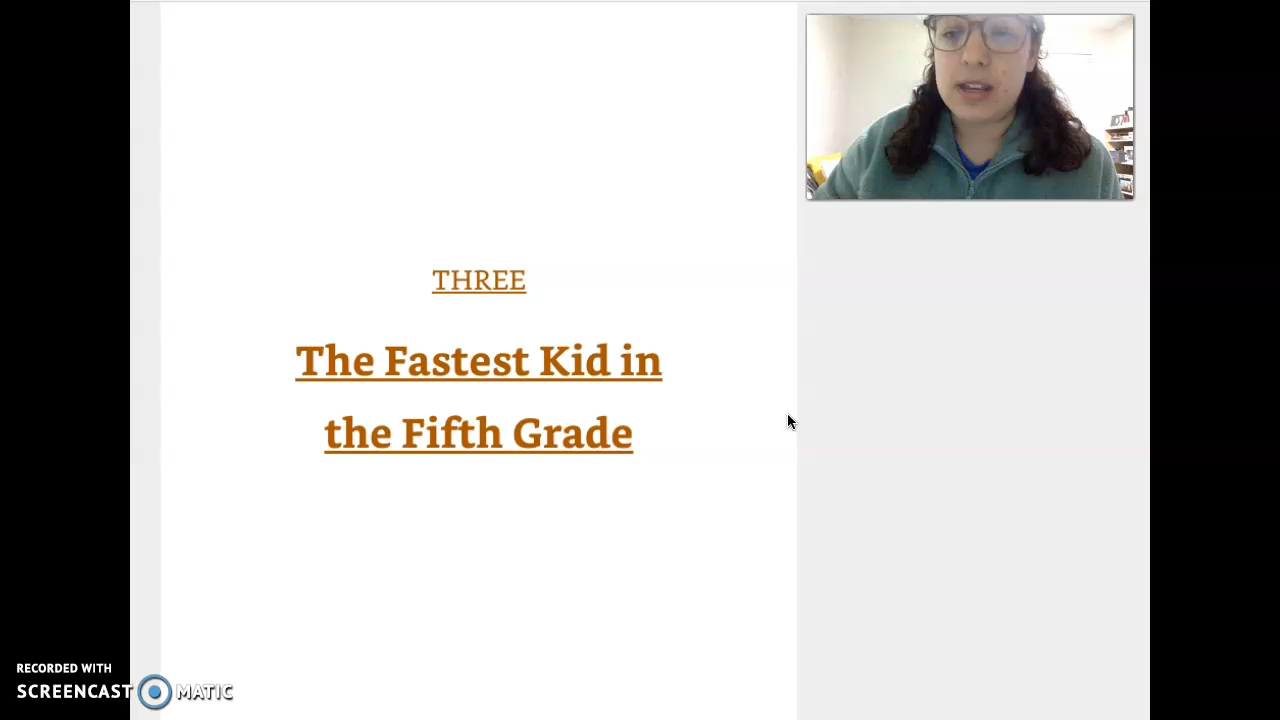 THREE
The Fastest Kid in
the Fifth Grade
RECORDED WITH
SCREENCAST MATIC